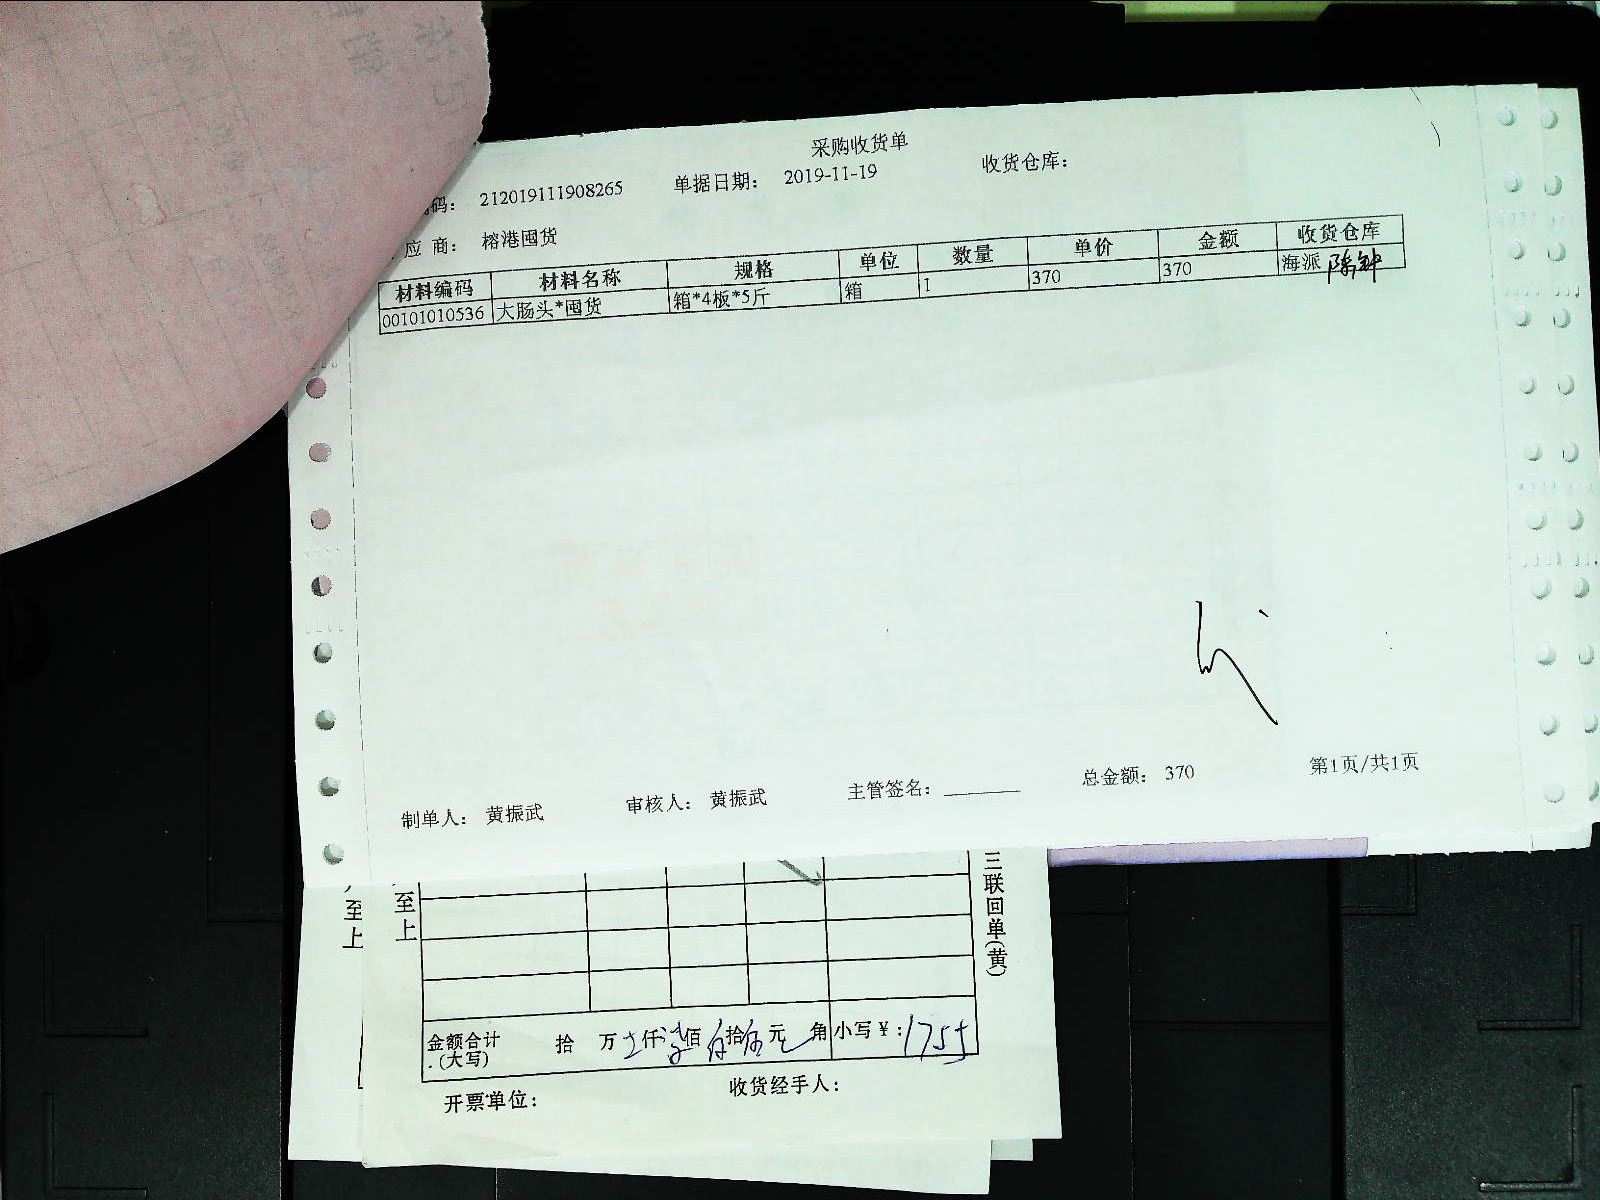 采购收货单
码： 212019111908265 单据日期： 2019-11-19 收货仓库：
应 商： 榕港囤货
材料编码 材料名称 规格 单位 数量 单价 金额 收货仓库
00101010536 大肠头*囤货 箱*4板*5斤 箱 1 370 370 海派
制单人： 黄振武 审核人： 黄振武 主管签名： 总金额： 370 第1页/共1页
至上
至上
三联回单(黄)
金额合计(大写) 拾 万 仟 佰 拾 元 角 小写￥:1755
开票单位： 收货经手人：